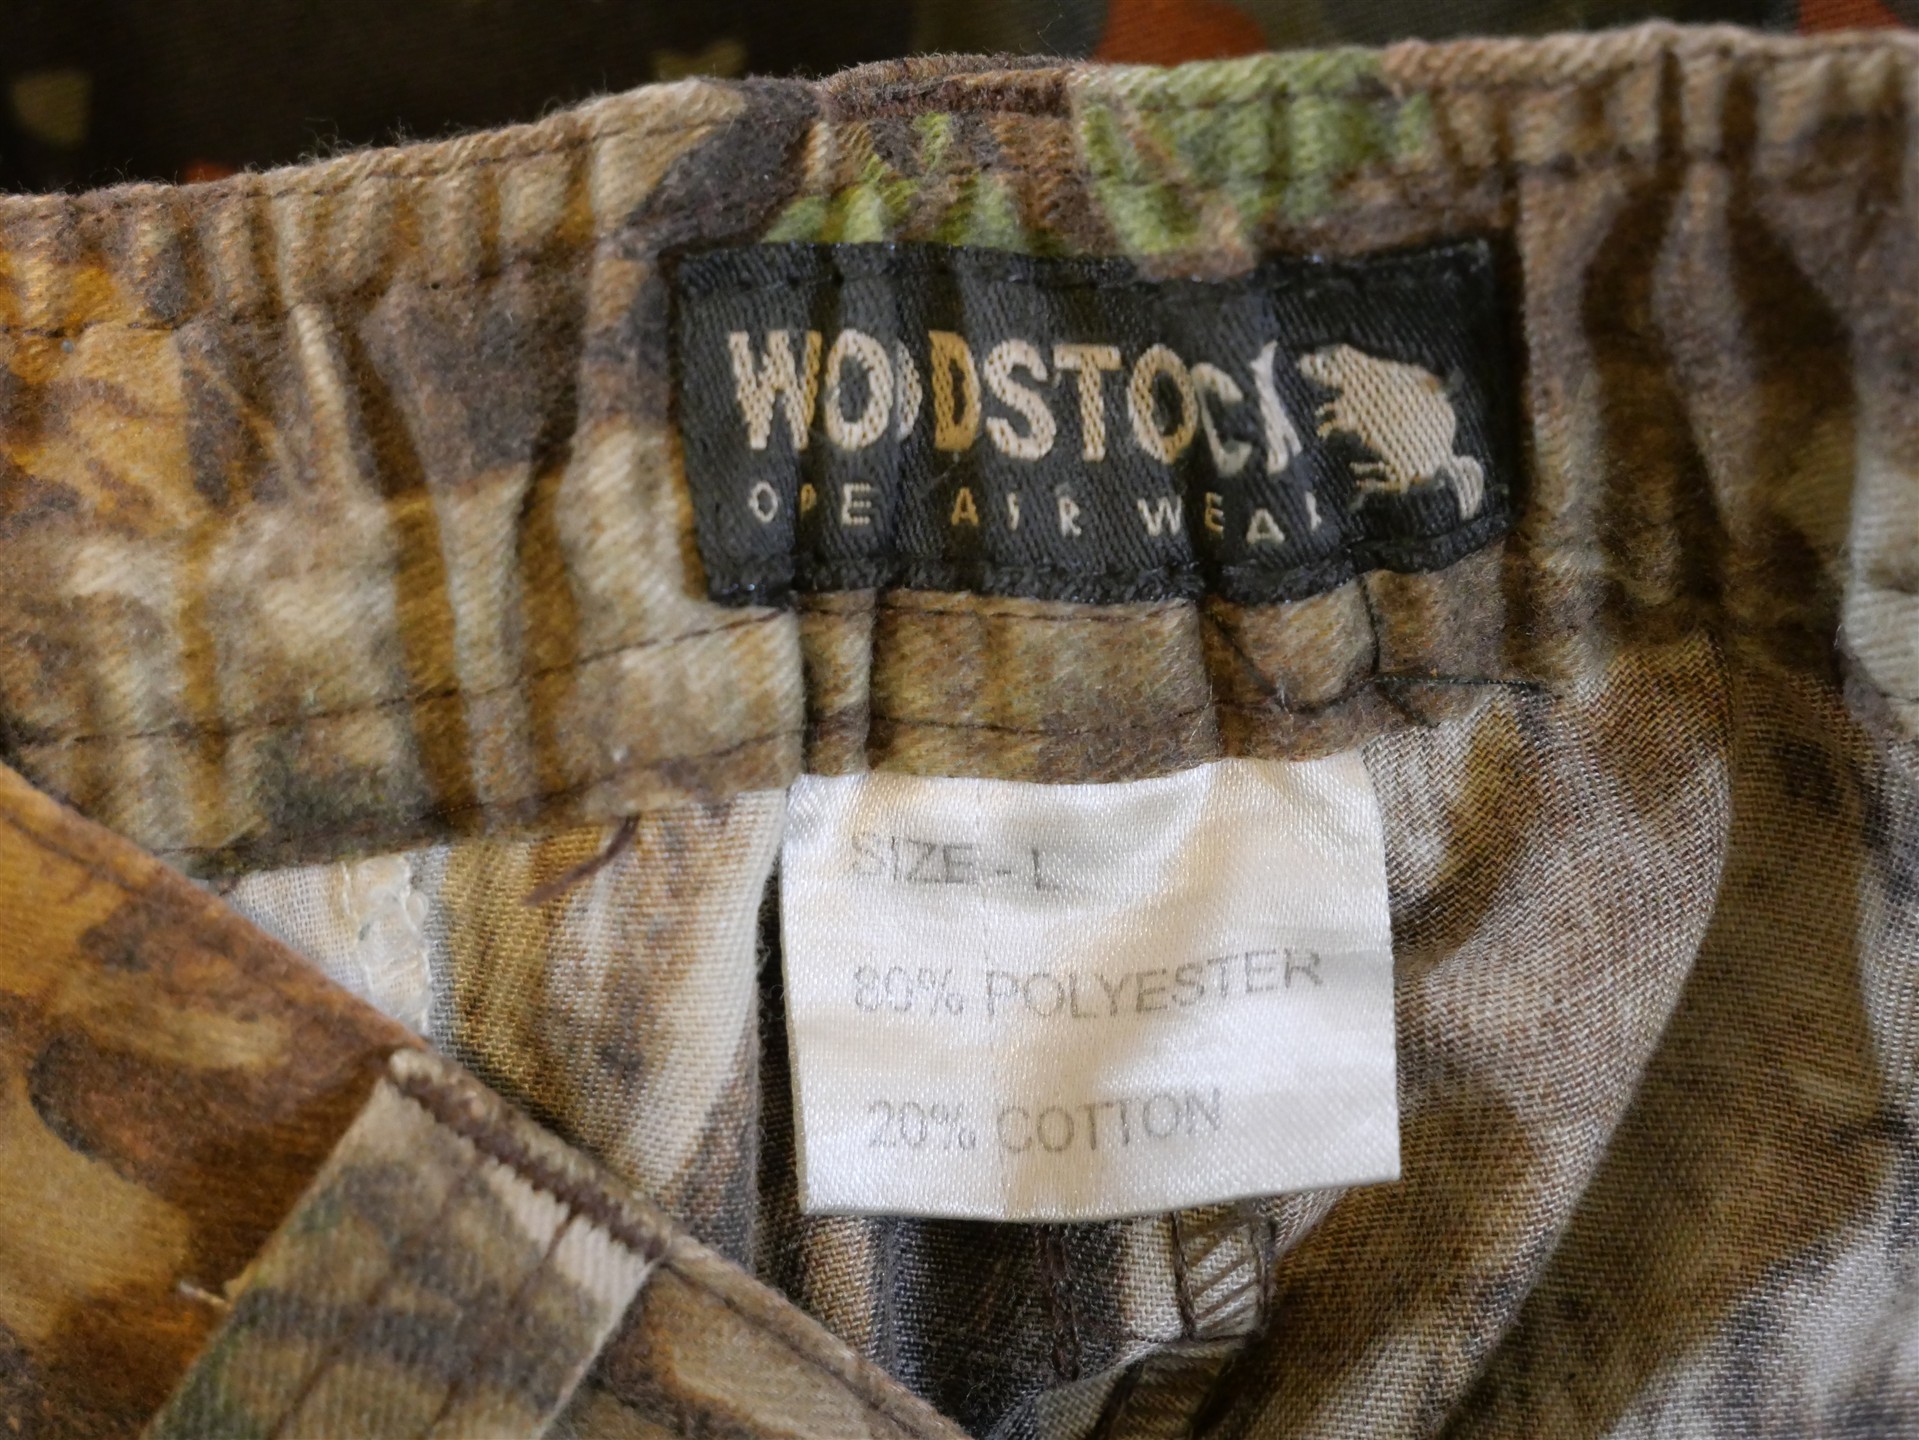 WOODSTOCK
OPEN AIR WEAR
SIZE - L
80% POLYESTER
20% COTTON